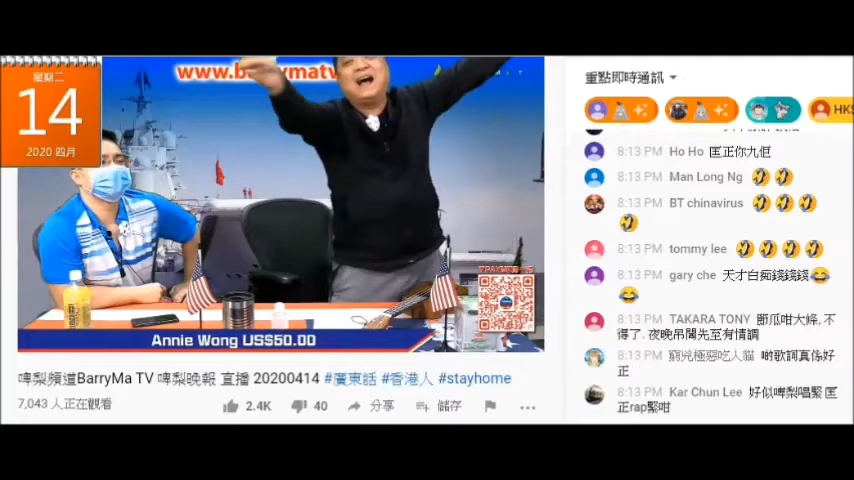 星期二
14
2020 四月
www.barrymatv
Annie Wong US$50.00
啤梨頻道BarryMa TV 啤梨晚報 直播 20200414 #廣東話 #香港人 #stayhome
7,043 人正在觀看
2.4K
40
分享
儲存
重點即時通訊
HK$
8:13 PM Ho Ho 匡正你九佢
8:13 PM Man Long Ng
8:13 PM BT chinavirus
8:13 PM tommy lee
8:13 PM gary che 天才白痴錢錢錢
8:13 PM TAKARA TONY 節瓜咁大條, 不
得了. 夜晚吊閪先至有情調
8:13 PM 窮兇極惡吃人貓 啲歌詞真係好
正
8:13 PM Kar Chun Lee 好似啤梨唱緊 匡
正rap緊咁